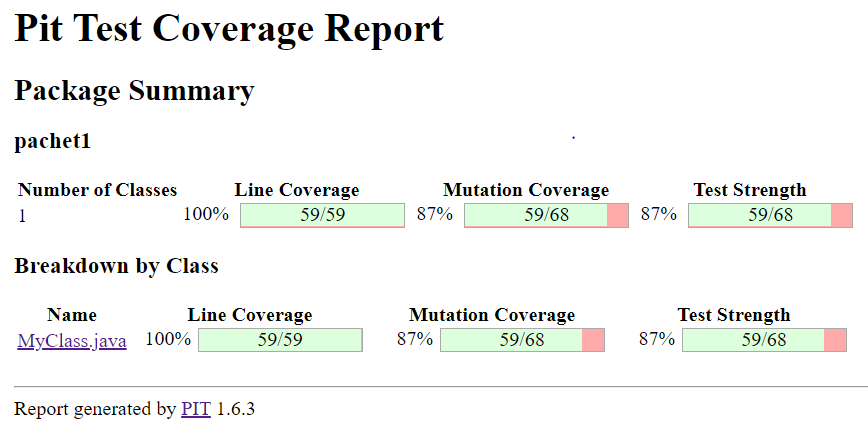 Pit Test Coverage Report
Package Summary
pachet1
Number of Classes Line Coverage Mutation Coverage Test Strength
1 100% 59/59 87% 59/68 87% 59/68
Breakdown by Class
Name Line Coverage Mutation Coverage Test Strength
MyClass.java 100% 59/59 87% 59/68 87% 59/68
Report generated by PIT 1.6.3